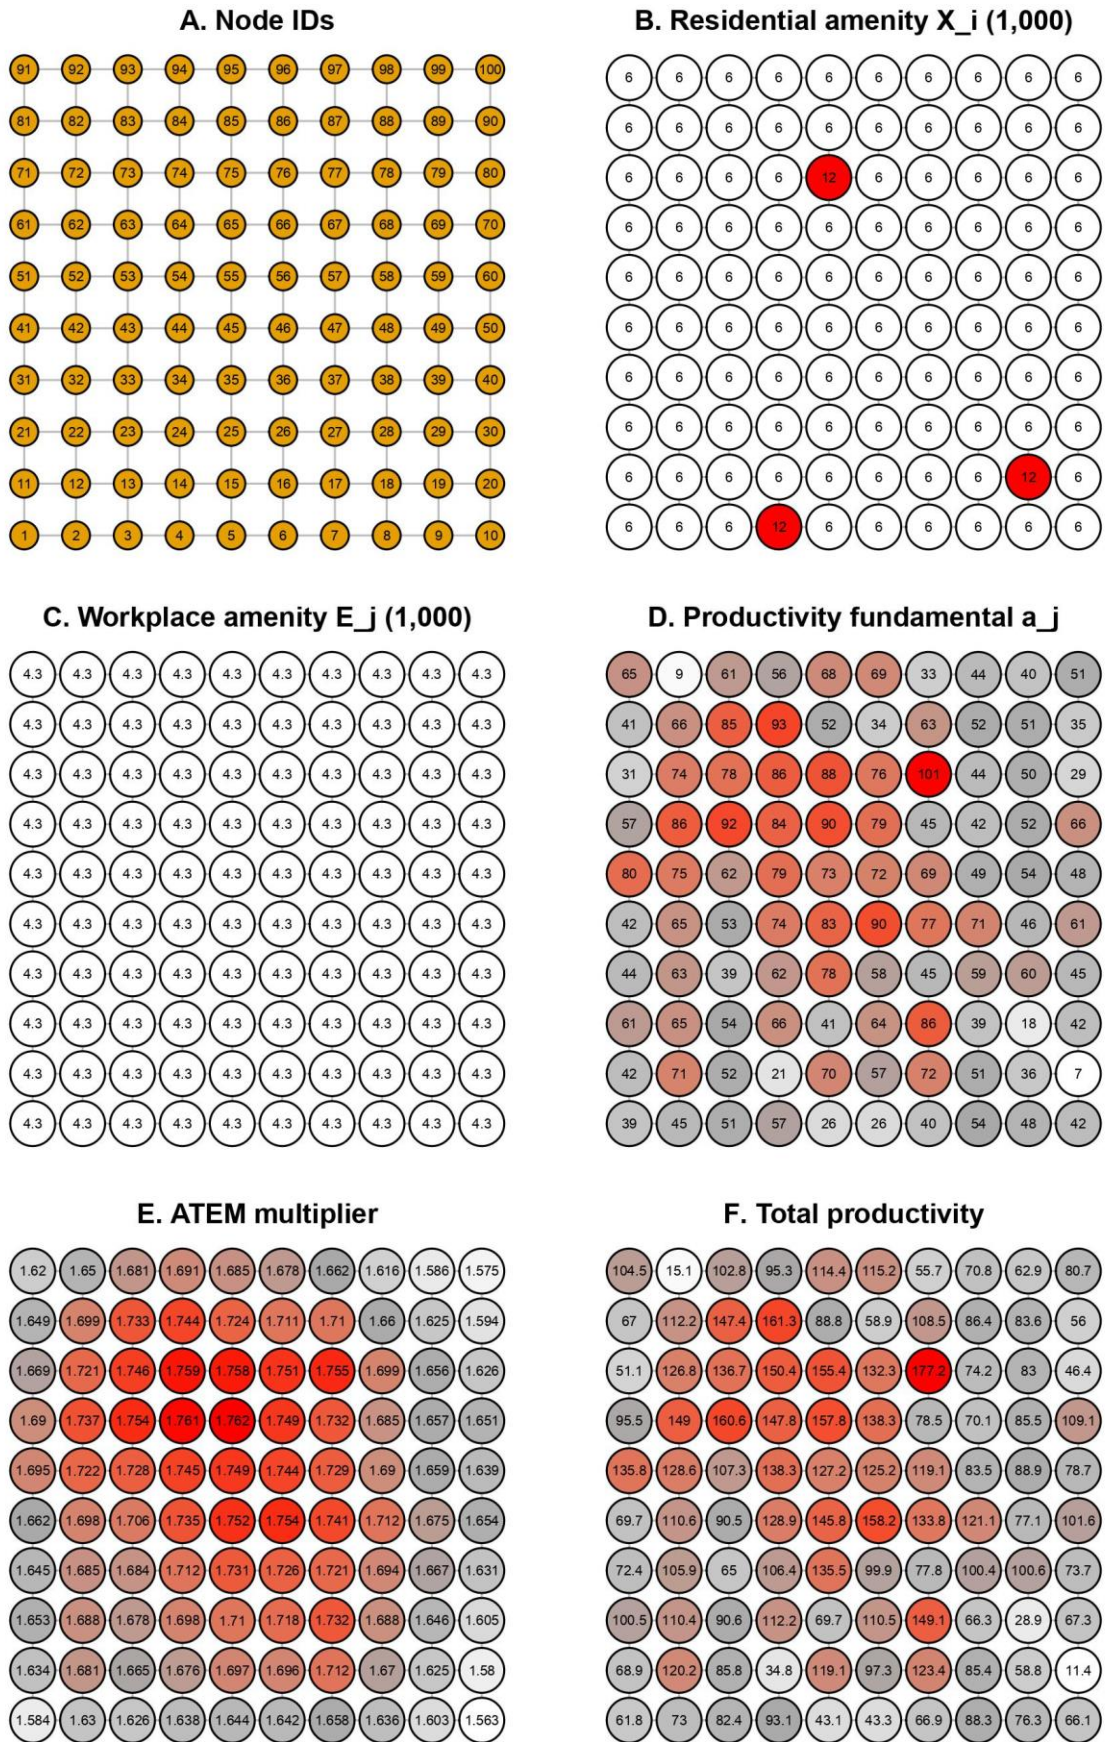 A. Node IDs
91 92 93 94 95 96 97 98 99 100
81 82 83 84 85 86 87 88 89 90
71 72 73 74 75 76 77 78 79 80
61 62 63 64 65 66 67 68 69 70
51 52 53 54 55 56 57 58 59 60
41 42 43 44 45 46 47 48 49 50
31 32 33 34 35 36 37 38 39 40
21 22 23 24 25 26 27 28 29 30
11 12 13 14 15 16 17 18 19 20
1 2 3 4 5 6 7 8 9 10
B. Residential amenity X_i (1,000)
6 6 6 6 6 6 6 6 6 6
6 6 6 6 6 6 6 6 6 6
6 6 6 6 12 6 6 6 6 6
6 6 6 6 6 6 6 6 6 6
6 6 6 6 6 6 6 6 6 6
6 6 6 6 6 6 6 6 6 6
6 6 6 6 6 6 6 6 6 6
6 6 6 6 6 6 6 6 6 6
6 6 6 6 6 6 6 6 12 6
6 6 6 12 6 6 6 6 6 6
C. Workplace amenity E_j (1,000)
4.3 4.3 4.3 4.3 4.3 4.3 4.3 4.3 4.3 4.3
4.3 4.3 4.3 4.3 4.3 4.3 4.3 4.3 4.3 4.3
4.3 4.3 4.3 4.3 4.3 4.3 4.3 4.3 4.3 4.3
4.3 4.3 4.3 4.3 4.3 4.3 4.3 4.3 4.3 4.3
4.3 4.3 4.3 4.3 4.3 4.3 4.3 4.3 4.3 4.3
4.3 4.3 4.3 4.3 4.3 4.3 4.3 4.3 4.3 4.3
4.3 4.3 4.3 4.3 4.3 4.3 4.3 4.3 4.3 4.3
4.3 4.3 4.3 4.3 4.3 4.3 4.3 4.3 4.3 4.3
4.3 4.3 4.3 4.3 4.3 4.3 4.3 4.3 4.3 4.3
4.3 4.3 4.3 4.3 4.3 4.3 4.3 4.3 4.3 4.3
D. Productivity fundamental a_j
65 9 61 56 68 69 33 44 40 51
41 66 85 93 52 34 63 52 51 35
31 74 78 86 88 76 101 44 50 29
57 86 92 84 90 79 45 42 52 66
80 75 62 79 73 72 69 49 54 48
42 65 53 74 83 90 77 71 46 61
44 63 39 62 78 58 45 59 60 45
61 65 54 66 41 64 86 39 18 42
42 71 52 21 70 57 72 51 36 7
39 45 51 57 26 26 40 54 48 42
E. ATEM multiplier
1.62 1.65 1.681 1.691 1.685 1.678 1.662 1.616 1.586 1.575
1.649 1.699 1.733 1.744 1.724 1.711 1.71 1.66 1.625 1.594
1.669 1.721 1.746 1.759 1.758 1.751 1.755 1.699 1.656 1.626
1.69 1.737 1.754 1.761 1.762 1.749 1.732 1.685 1.657 1.651
1.695 1.722 1.728 1.745 1.749 1.744 1.729 1.69 1.659 1.639
1.662 1.698 1.706 1.735 1.752 1.754 1.741 1.712 1.675 1.654
1.645 1.685 1.684 1.712 1.731 1.726 1.721 1.694 1.667 1.631
1.653 1.688 1.678 1.698 1.71 1.718 1.732 1.688 1.646 1.605
1.634 1.681 1.665 1.676 1.697 1.696 1.712 1.67 1.625 1.58
1.584 1.63 1.626 1.638 1.644 1.642 1.658 1.636 1.603 1.563
F. Total productivity
104.5 15.1 102.8 95.3 114.4 115.2 55.7 70.8 62.9 80.7
67 112.2 147.4 161.3 88.8 58.9 108.5 86.4 83.6 56
51.1 126.8 136.7 150.4 155.4 132.3 177.2 74.2 83 46.4
95.5 149 160.6 147.8 157.8 138.3 78.5 70.1 85.5 109.1
135.8 128.6 107.3 138.3 127.2 125.2 119.1 83.5 88.9 78.7
69.7 110.6 90.5 128.9 145.8 158.2 133.8 121.1 77.1 101.6
72.4 105.9 65 106.4 135.5 99.9 77.8 100.4 100.6 73.7
100.5 110.4 90.6 112.2 69.7 110.5 149.1 66.3 28.9 67.3
68.9 120.2 85.8 34.8 119.1 97.3 123.4 85.4 58.8 11.4
61.8 73 82.4 93.1 43.1 43.3 66.9 88.3 76.3 66.1